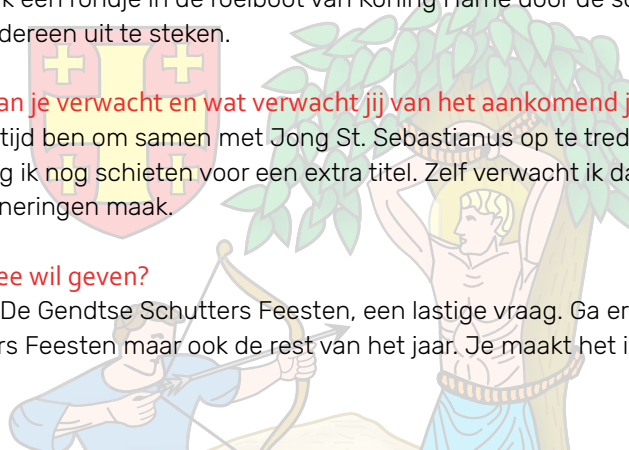 k een rondje in de roeiboot van Koning Harrie door de
dereen uit te steken.
an je verwacht en wat verwacht jij van het aankomend j
tijd ben om samen met Jong St. Sebastianus op te tred
g ik nog schieten voor een extra titel. Zelf verwacht ik da
neringen maak.
ee wil geven?
De Gendtse Schutters Feesten, een lastige vraag. Ga er
rs Feesten maar ook de rest van het jaar. Je maakt het i